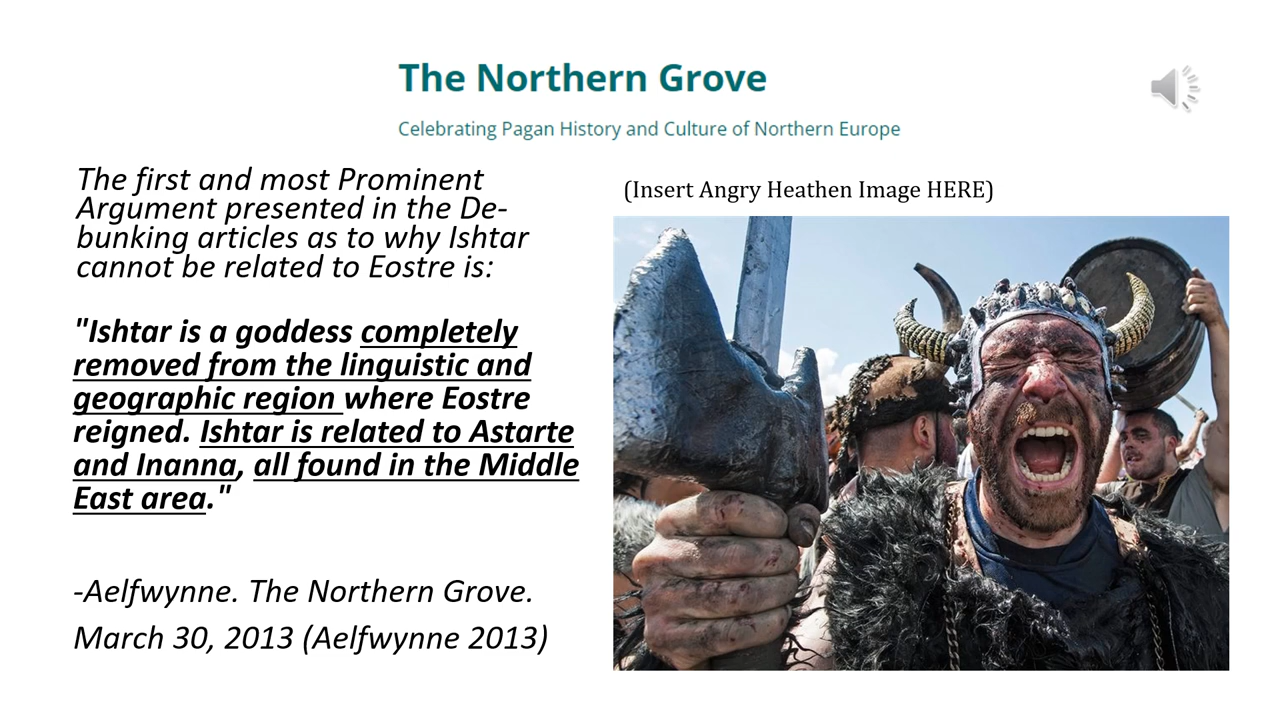 The Northern Grove
Celebrating Pagan History and Culture of Northern Europe
The first and most Prominent
Argument presented in the De-
bunking articles as to why Ishtar
cannot be related to Eostre is:
"Ishtar is a goddess completely
removed from the linguistic and
geographic region where Eostre
reigned. Ishtar is related to Astarte
and Inanna, all found in the Middle
East area."
-Aelfwynne. The Northern Grove.
March 30, 2013 (Aelfwynne 2013)
(Insert Angry Heathen Image HERE)